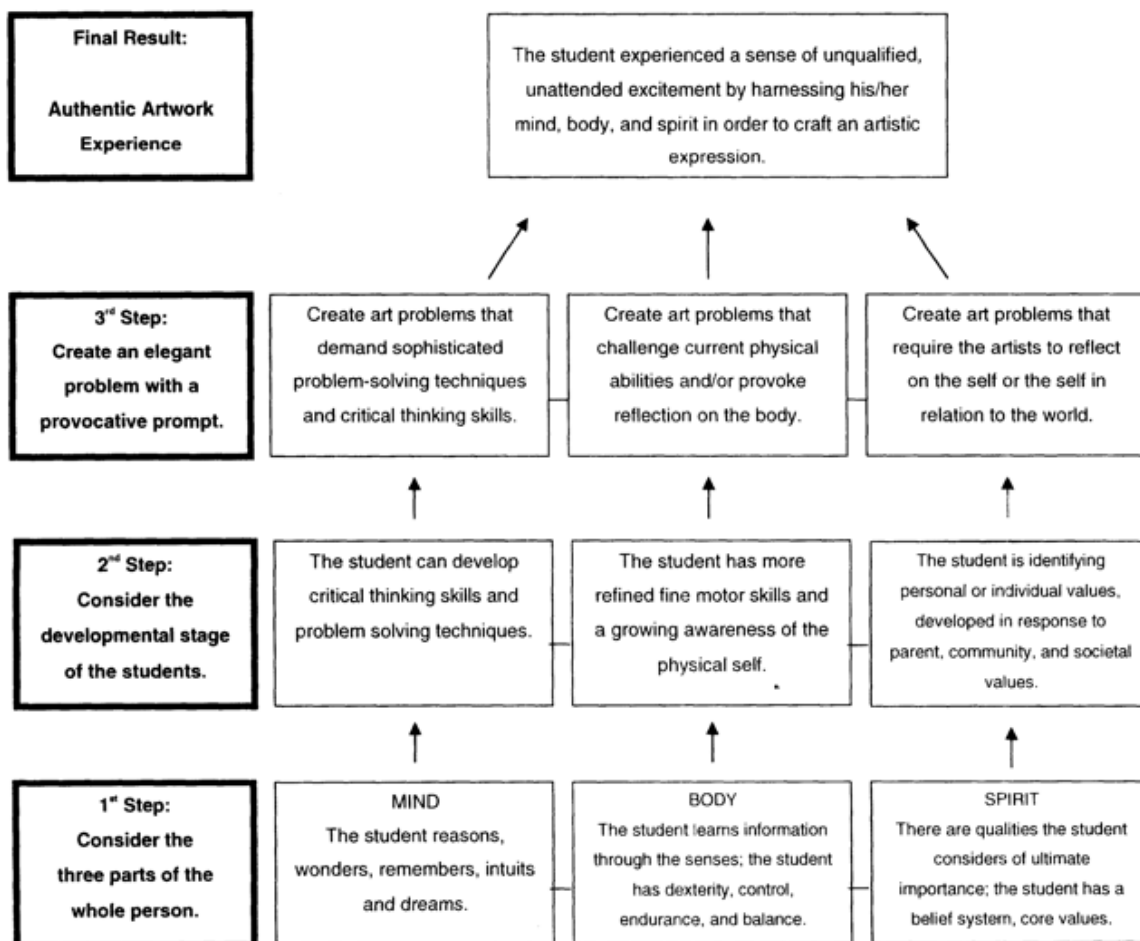 Final Result:
Authentic Artwork
Experience
The student experienced a sense of unqualified,
unattended excitement by harnessing his/her
mind, body, and spirit in order to craft an artistic
expression.
3rd Step:
Create an elegant
problem with a
provocative prompt.
Create art problems that
demand sophisticated
problem-solving techniques
and critical thinking skills.
Create art problems that
challenge current physical
abilities and/or provoke
reflection on the body.
Create art problems that
require the artists to reflect
on the self or the self in
relation to the world.
2nd Step:
Consider the
developmental stage
of the students.
The student can develop
critical thinking skills and
problem solving techniques.
The student has more
refined fine motor skills and
a growing awareness of the
physical self.
The student is identifying
personal or individual values,
developed in response to
parent, community, and societal
values.
1st Step:
Consider the
three parts of the
whole person.
MIND
The student reasons,
wonders, remembers, intuits
and dreams.
BODY
The student learns information
through the senses; the student
has dexterity, control,
endurance, and balance.
SPIRIT
There are qualities the student
considers of ultimate
importance; the student has a
belief system, core values.